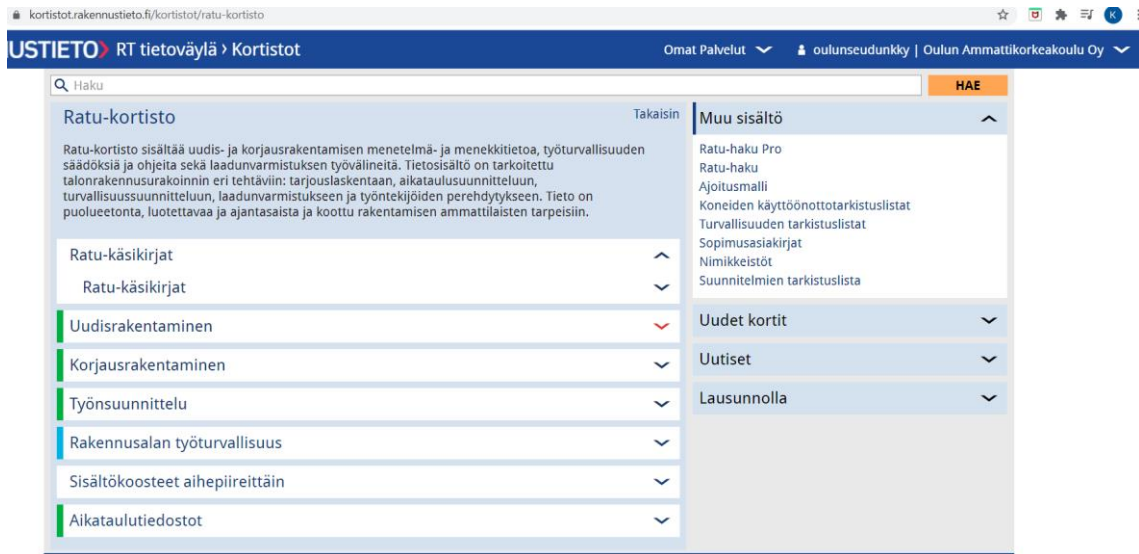 kortistot.rakennustieto.fi/kortistot/ratu-kortisto
K
USTIETO RT tietoväylä › Kortistot
Omat Palvelut
oulunseudunkky | Oulun Ammattikorkeakoulu Oy
Haku
HAE
Ratu-kortisto
Takaisin
Ratu-kortisto sisältää uudis- ja korjausrakentamisen menetelmä- ja menekkitietoa, työturvallisuuden
säädöksiä ja ohjeita sekä laadunvarmistuksen työvälineitä. Tietosisältö on tarkoitettu
talonrakennusurakoinnin eri tehtäviin: tarjouslaskentaan, aikataulusuunnitteluun,
turvallisuussuunnitteluun, laadunvarmistukseen ja työntekijöiden perehdytykseen. Tieto on
puolueetonta, luotettavaa ja ajantasaista ja koottu rakentamisen ammattilaisten tarpeisiin.
Ratu-käsikirjat
Ratu-käsikirjat
Uudisrakentaminen
Korjausrakentaminen
Työnsuunnittelu
Rakennusalan työturvallisuus
Sisältökoosteet aihepiireittäin
Aikataulutiedostot
Muu sisältö
Ratu-haku Pro
Ratu-haku
Ajoitusmalli
Koneiden käyttöönottotarkistuslistat
Turvallisuuden tarkistuslistat
Sopimusasiakirjat
Nimikkeistöt
Suunnitelmien tarkistuslista
Uudet kortit
Uutiset
Lausunnolla